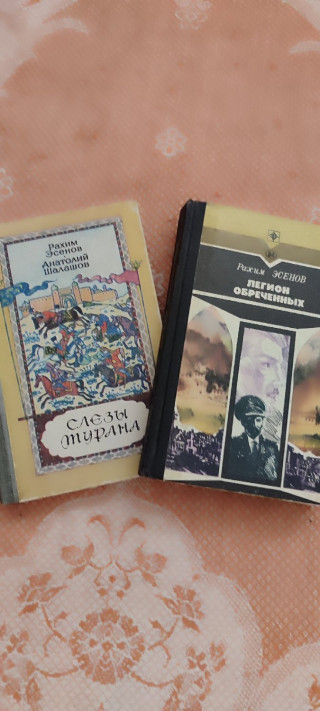 Рахим
Эсенов
Анатолий
Шалашов
СЛЕЗЫ
ТУРАНА
Рахим ЭСЕНОВ
ЛЕГИОН
ОБРЕЧЕННЫХ